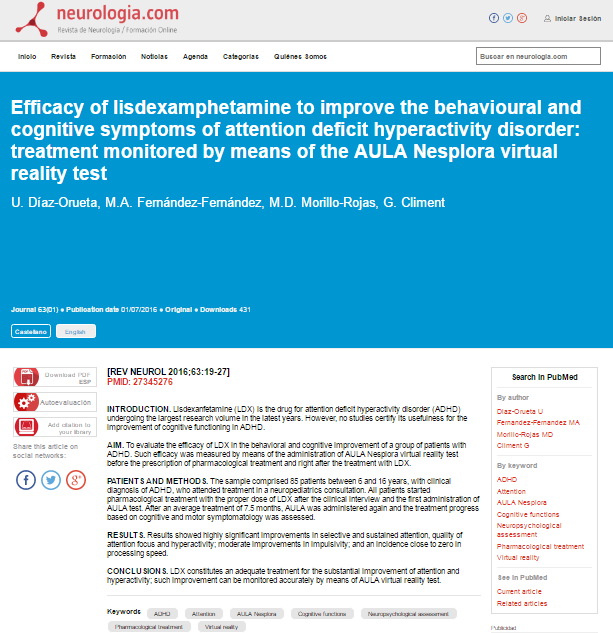 neurologia.com
Revista de Neurología / Formación Online
Iniciar Sesión
Inicio Revista Formación Noticias Agenda Categorías Quiénes Somos
Buscar en neurologia.com
Efficacy of lisdexamphetamine to improve the behavioural and
cognitive symptoms of attention deficit hyperactivity disorder:
treatment monitored by means of the AULA Nesplora virtual
reality test
U. Díaz-Orueta, M.A. Fernández-Fernández, M.D. Morillo-Rojas, G. Climent
Journal 63(01) ● Publication date 01/07/2016 ● Original ● Downloads 431
Castellano English
Download PDF
ESP
Autoevaluación
Add citation to
your library
Share this article on
social networks:
[REV NEUROL 2016;63:19-27]
PMID: 27345276
INTRODUCTION. Lisdexanfetamine (LDX) is the drug for attention deficit hyperactivity disorder (ADHD)
undergoing the largest research volume in the latest years. However, no studies certify its usefulness for the
improvement of cognitive functioning in ADHD.
AIM. To evaluate the efficacy of LDX in the behavioral and cognitive improvement of a group of patients with
ADHD. Such efficacy was measured by means of the administration of AULA Nesplora virtual reality test
before the prescription of pharmacological treatment and right after the treatment with LDX.
PATIENTS AND METHODS. The sample comprised 85 patients between 6 and 16 years, with clinical
diagnosis of ADHD, who attended treatment in a neuropediatrics consultation. All patients started
pharmacological treatment with the proper dose of LDX after the clinical interview and the first administration of
AULA test. After an average treatment of 7.5 months, AULA was administered again and the treatment progress
based on cognitive and motor symptomatology was assessed.
RESULTS. Results showed highly significant improvements in selective and sustained attention, quality of
attention focus and hyperactivity; moderate improvements in impulsivity; and an incidence close to zero in
processing speed.
CONCLUSIONS. LDX constitutes an adequate treatment for the substantial improvement of attention and
hyperactivity; such improvement can be monitored accurately by means of AULA virtual reality test.
Keywords ADHD Attention AULA Nesplora Cognitive functions Neuropsychological assessment
Pharmacological treatment Virtual reality
Search in PubMed
By author
Díaz-Orueta U
Fernandez-Fernandez MA
Morillo-Rojas MD
Climent G
By keyword
ADHD
Attention
AULA Nesplora
Cognitive functions
Neuropsychological
assessment
Pharmacological treatment
Virtual reality
See in PubMed
Current article
Related articles
Publicidad